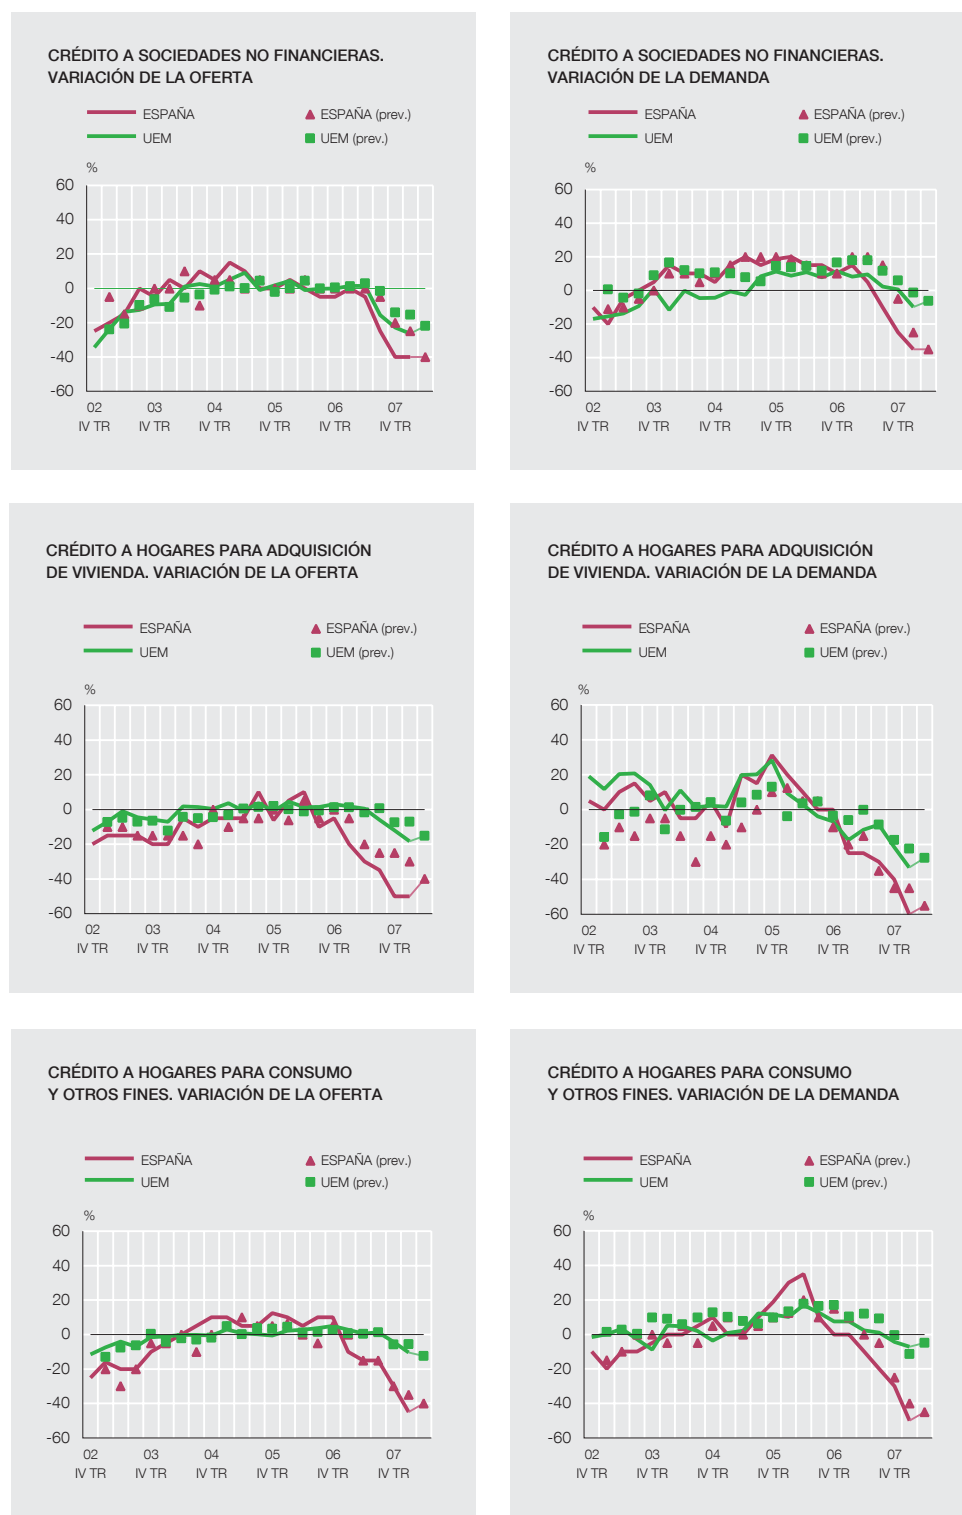 CRÉDITO A SOCIEDADES NO FINANCIERAS.
VARIACIÓN DE LA OFERTA
ESPAÑA
ESPAÑA (prev.)
UEM
UEM (prev.)
%
60
40
20
0
-20
-40
-60
02 03 04 05 06 07
IV TR IV TR IV TR IV TR IV TR IV TR
CRÉDITO A SOCIEDADES NO FINANCIERAS.
VARIACIÓN DE LA DEMANDA
ESPAÑA
ESPAÑA (prev.)
UEM
UEM (prev.)
%
60
40
20
0
-20
-40
-60
02 03 04 05 06 07
IV TR IV TR IV TR IV TR IV TR IV TR
CRÉDITO A HOGARES PARA ADQUISICIÓN
DE VIVIENDA. VARIACIÓN DE LA OFERTA
ESPAÑA
ESPAÑA (prev.)
UEM
UEM (prev.)
%
60
40
20
0
-20
-40
-60
02 03 04 05 06 07
IV TR IV TR IV TR IV TR IV TR IV TR
CRÉDITO A HOGARES PARA ADQUISICIÓN
DE VIVIENDA. VARIACIÓN DE LA DEMANDA
ESPAÑA
ESPAÑA (prev.)
UEM
UEM (prev.)
%
60
40
20
0
-20
-40
-60
02 03 04 05 06 07
IV TR IV TR IV TR IV TR IV TR IV TR
CRÉDITO A HOGARES PARA CONSUMO
Y OTROS FINES. VARIACIÓN DE LA OFERTA
ESPAÑA
ESPAÑA (prev.)
UEM
UEM (prev.)
%
60
40
20
0
-20
-40
-60
02 03 04 05 06 07
IV TR IV TR IV TR IV TR IV TR IV TR
CRÉDITO A HOGARES PARA CONSUMO
Y OTROS FINES. VARIACIÓN DE LA DEMANDA
ESPAÑA
ESPAÑA (prev.)
UEM
UEM (prev.)
%
60
40
20
0
-20
-40
-60
02 03 04 05 06 07
IV TR IV TR IV TR IV TR IV TR IV TR